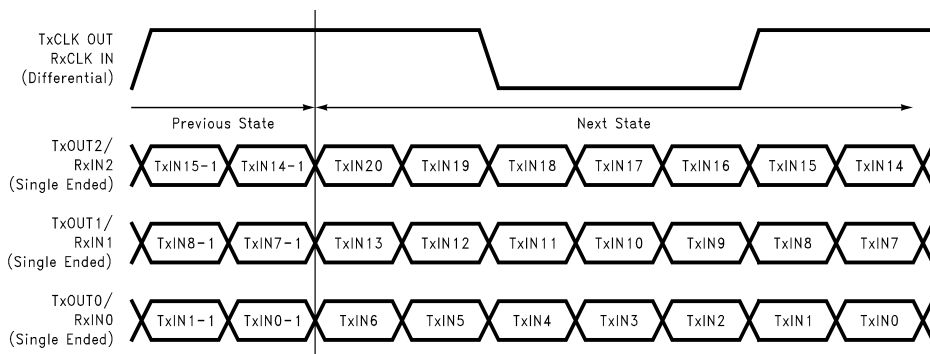 TxCLK OUT
RxCLK IN
(Differential)
Previous State
Next State
TxOUT2/
RxIN2
(Single Ended)
TxIN15-1 TxIN14-1 TxIN20 TxIN19 TxIN18 TxIN17 TxIN16 TxIN15 TxIN14
TxOUT1/
RxIN1
(Single Ended)
TxIN8-1 TxIN7-1 TxIN13 TxIN12 TxIN11 TxIN10 TxIN9 TxIN8 TxIN7
TxOUT0/
RxIN0
(Single Ended)
TxIN1-1 TxIN0-1 TxIN6 TxIN5 TxIN4 TxIN3 TxIN2 TxIN1 TxIN0